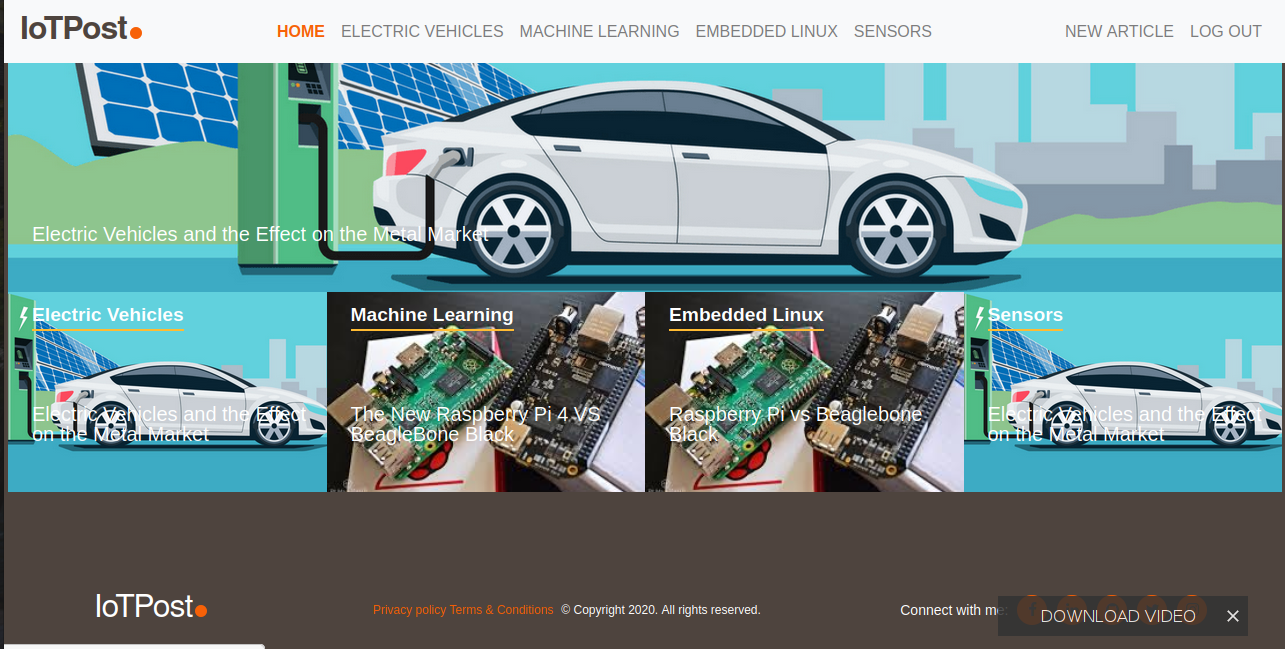 IoTPost
HOME ELECTRIC VEHICLES MACHINE LEARNING EMBEDDED LINUX SENSORS NEW ARTICLE LOG OUT
Electric Vehicles and the Effect on the Metal Market
Electric Vehicles
Electric Vehicles and the Effect
on the Metal Market
Machine Learning
The New Raspberry Pi 4 VS
BeagleBone Black
Embedded Linux
Raspberry Pi vs Beaglebone
Black
Sensors
Electric Vehicles and the Effect
on the Metal Market
IoTPost
Privacy policy Terms & Conditions © Copyright 2020. All rights reserved.
Connect with me:
DOWNLOAD VIDEO ×